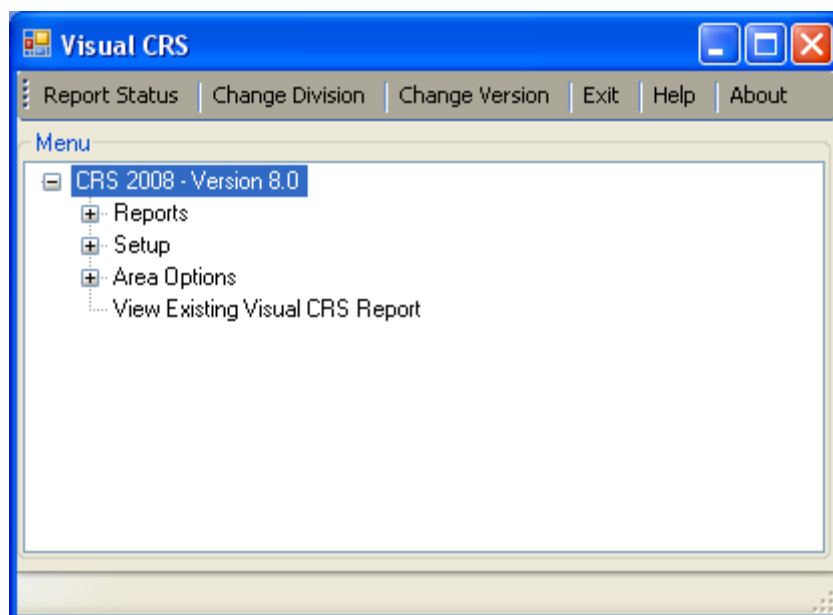 Visual CRS
Report Status Change Division Change Version Exit Help About
Menu
CRS 2008 - Version 8.0
Reports
Setup
Area Options
View Existing Visual CRS Report